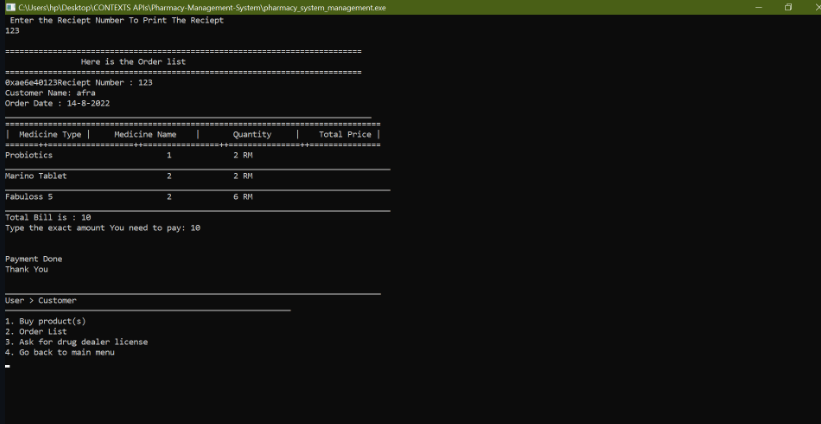 C:\Users\hp\Desktop\CONTEXTS APIs\Pharmacy-Management-System\pharmacy_system_management.exe
Enter the Reciept Number To Print The Reciept
123
==========================================================================
Here is the Order list
==========================================================================
0xae6e40123Reciept Number : 123
Customer Name: afra
Order Date : 14-8-2022
==============================================================================
| Medicine Type | Medicine Name | Quantity | Total Price |
=======++==================++================++===============++===============
Probiotics 1 2 RM
Marino Tablet 2 2 RM
Fabuloss 5 2 6 RM
Total Bill is : 10
Type the exact amount You need to pay: 10
Payment Done
Thank You
User > Customer
1. Buy product(s)
2. Order List
3. Ask for drug dealer license
4. Go back to main menu